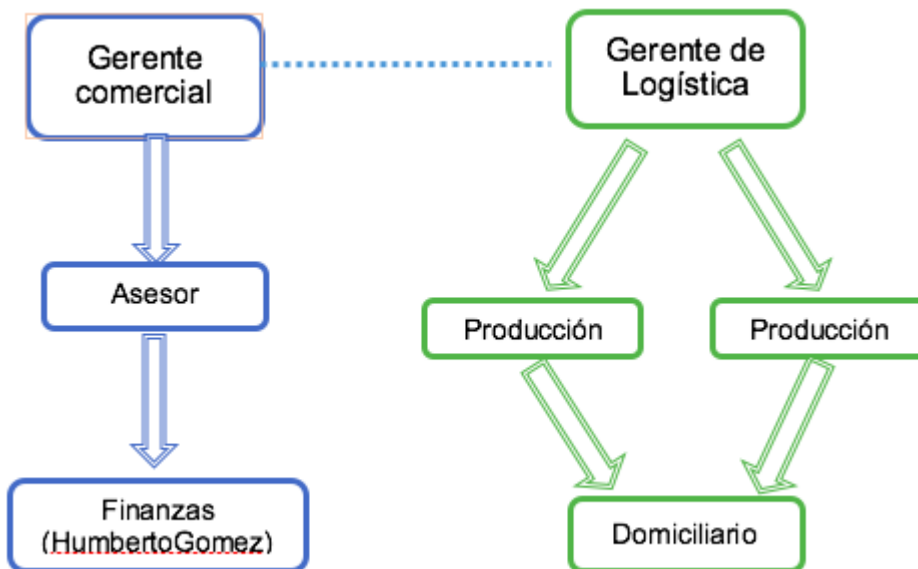 Gerente
comercial
Gerente de
Logística
Asesor
Producción
Producción
Finanzas
(HumbertoGomez)
Domiciliario